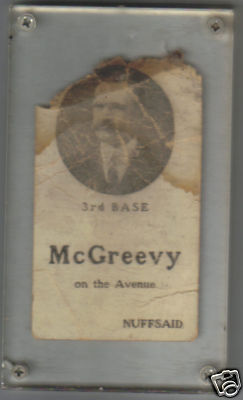 3rd BASE
McGreevy
on the Avenue
NUFFSAID